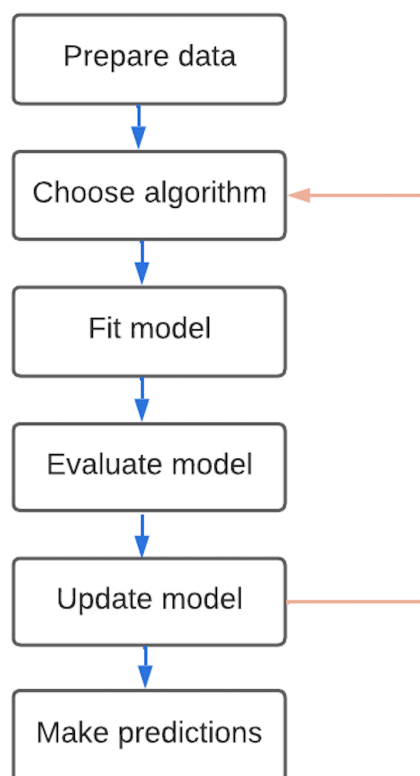 Prepare data
Choose algorithm
Fit model
Evaluate model
Update model
Make predictions